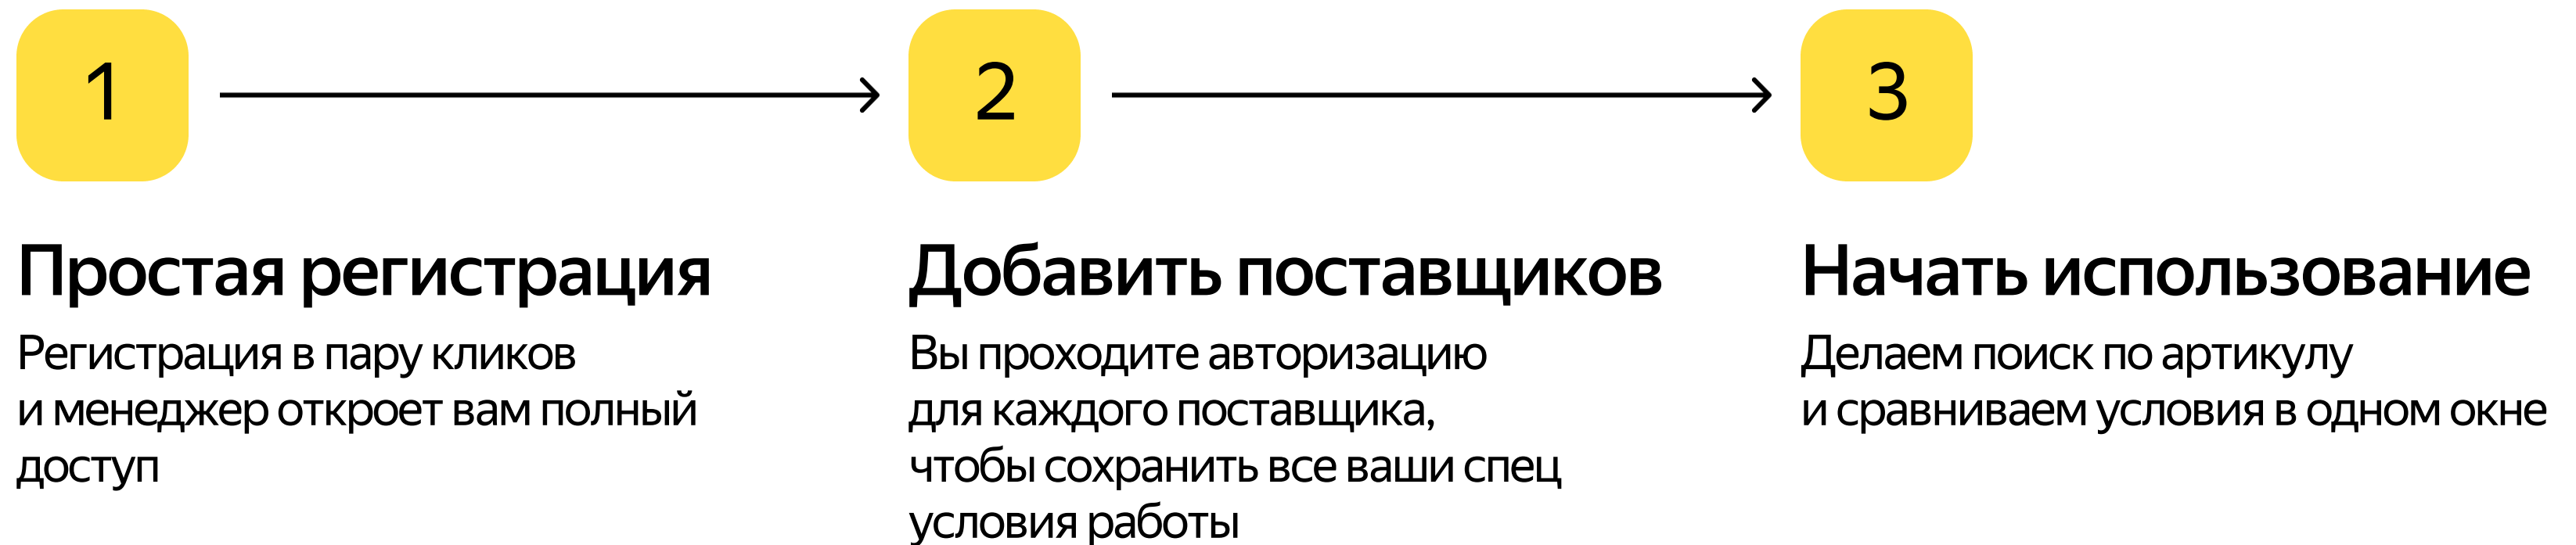 1
2
3
Простая регистрация
Регистрация в пару кликов
и менеджер откроет вам полный
доступ
Добавить поставщиков
Вы проходите авторизацию
для каждого поставщика,
чтобы сохранить все ваши спец
условия работы
Начать использование
Делаем поиск по артикулу
и сравниваем условия в одном окне